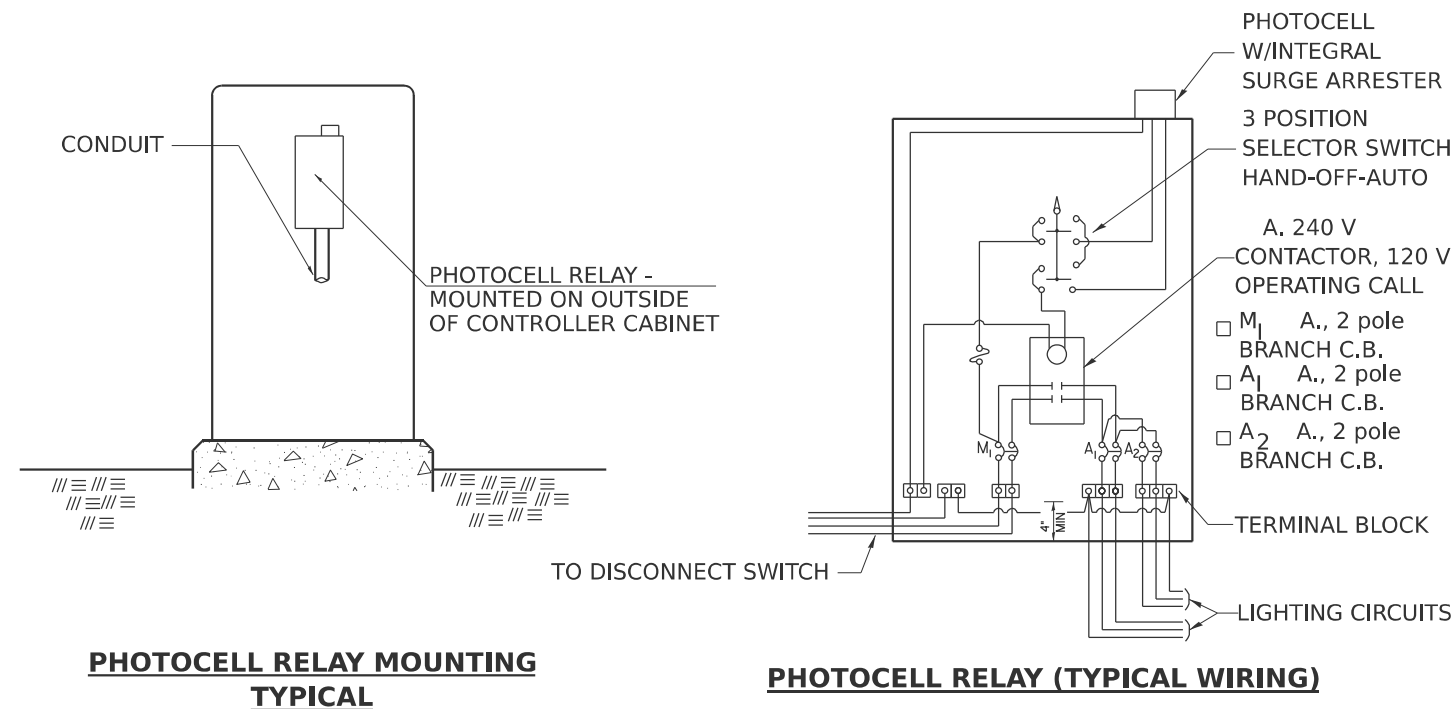 CONDUIT
PHOTOCELL RELAY -
MOUNTED ON OUTSIDE
OF CONTROLLER CABINET
PHOTOCELL RELAY MOUNTING
TYPICAL
PHOTOCELL
W/INTEGRAL
SURGE ARRESTER
3 POSITION
SELECTOR SWITCH
HAND-OFF-AUTO
A. 240 V
CONTACTOR, 120 V
OPERATING CALL
M1 A., 2 pole
BRANCH C.B.
A1 A., 2 pole
BRANCH C.B.
A2 A., 2 pole
BRANCH C.B.
M1
A1
A2
4"
MIN
TERMINAL BLOCK
TO DISCONNECT SWITCH
LIGHTING CIRCUITS
PHOTOCELL RELAY (TYPICAL WIRING)